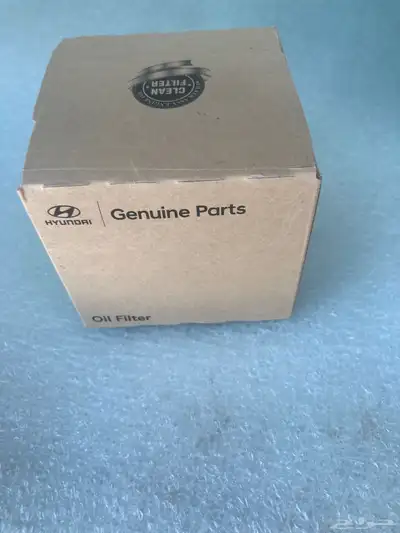 CLEAN
FILTER
HYUNDAI
Genuine Parts
Oil Filter